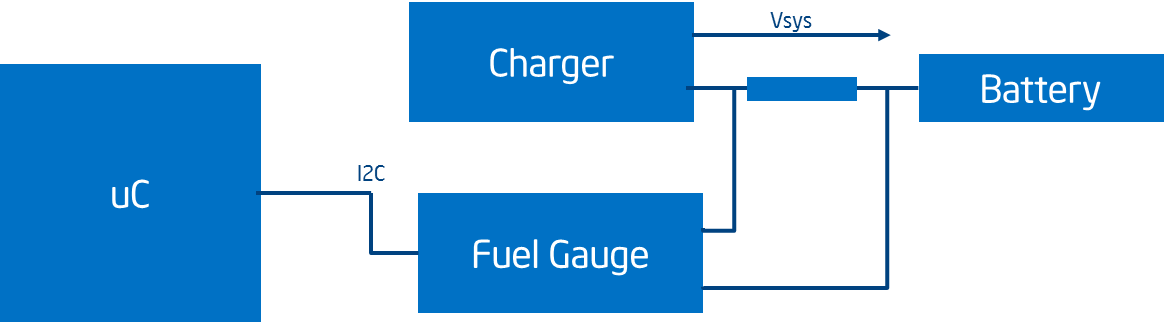 Vsys
Charger
Battery
uC
I2C
Fuel Gauge